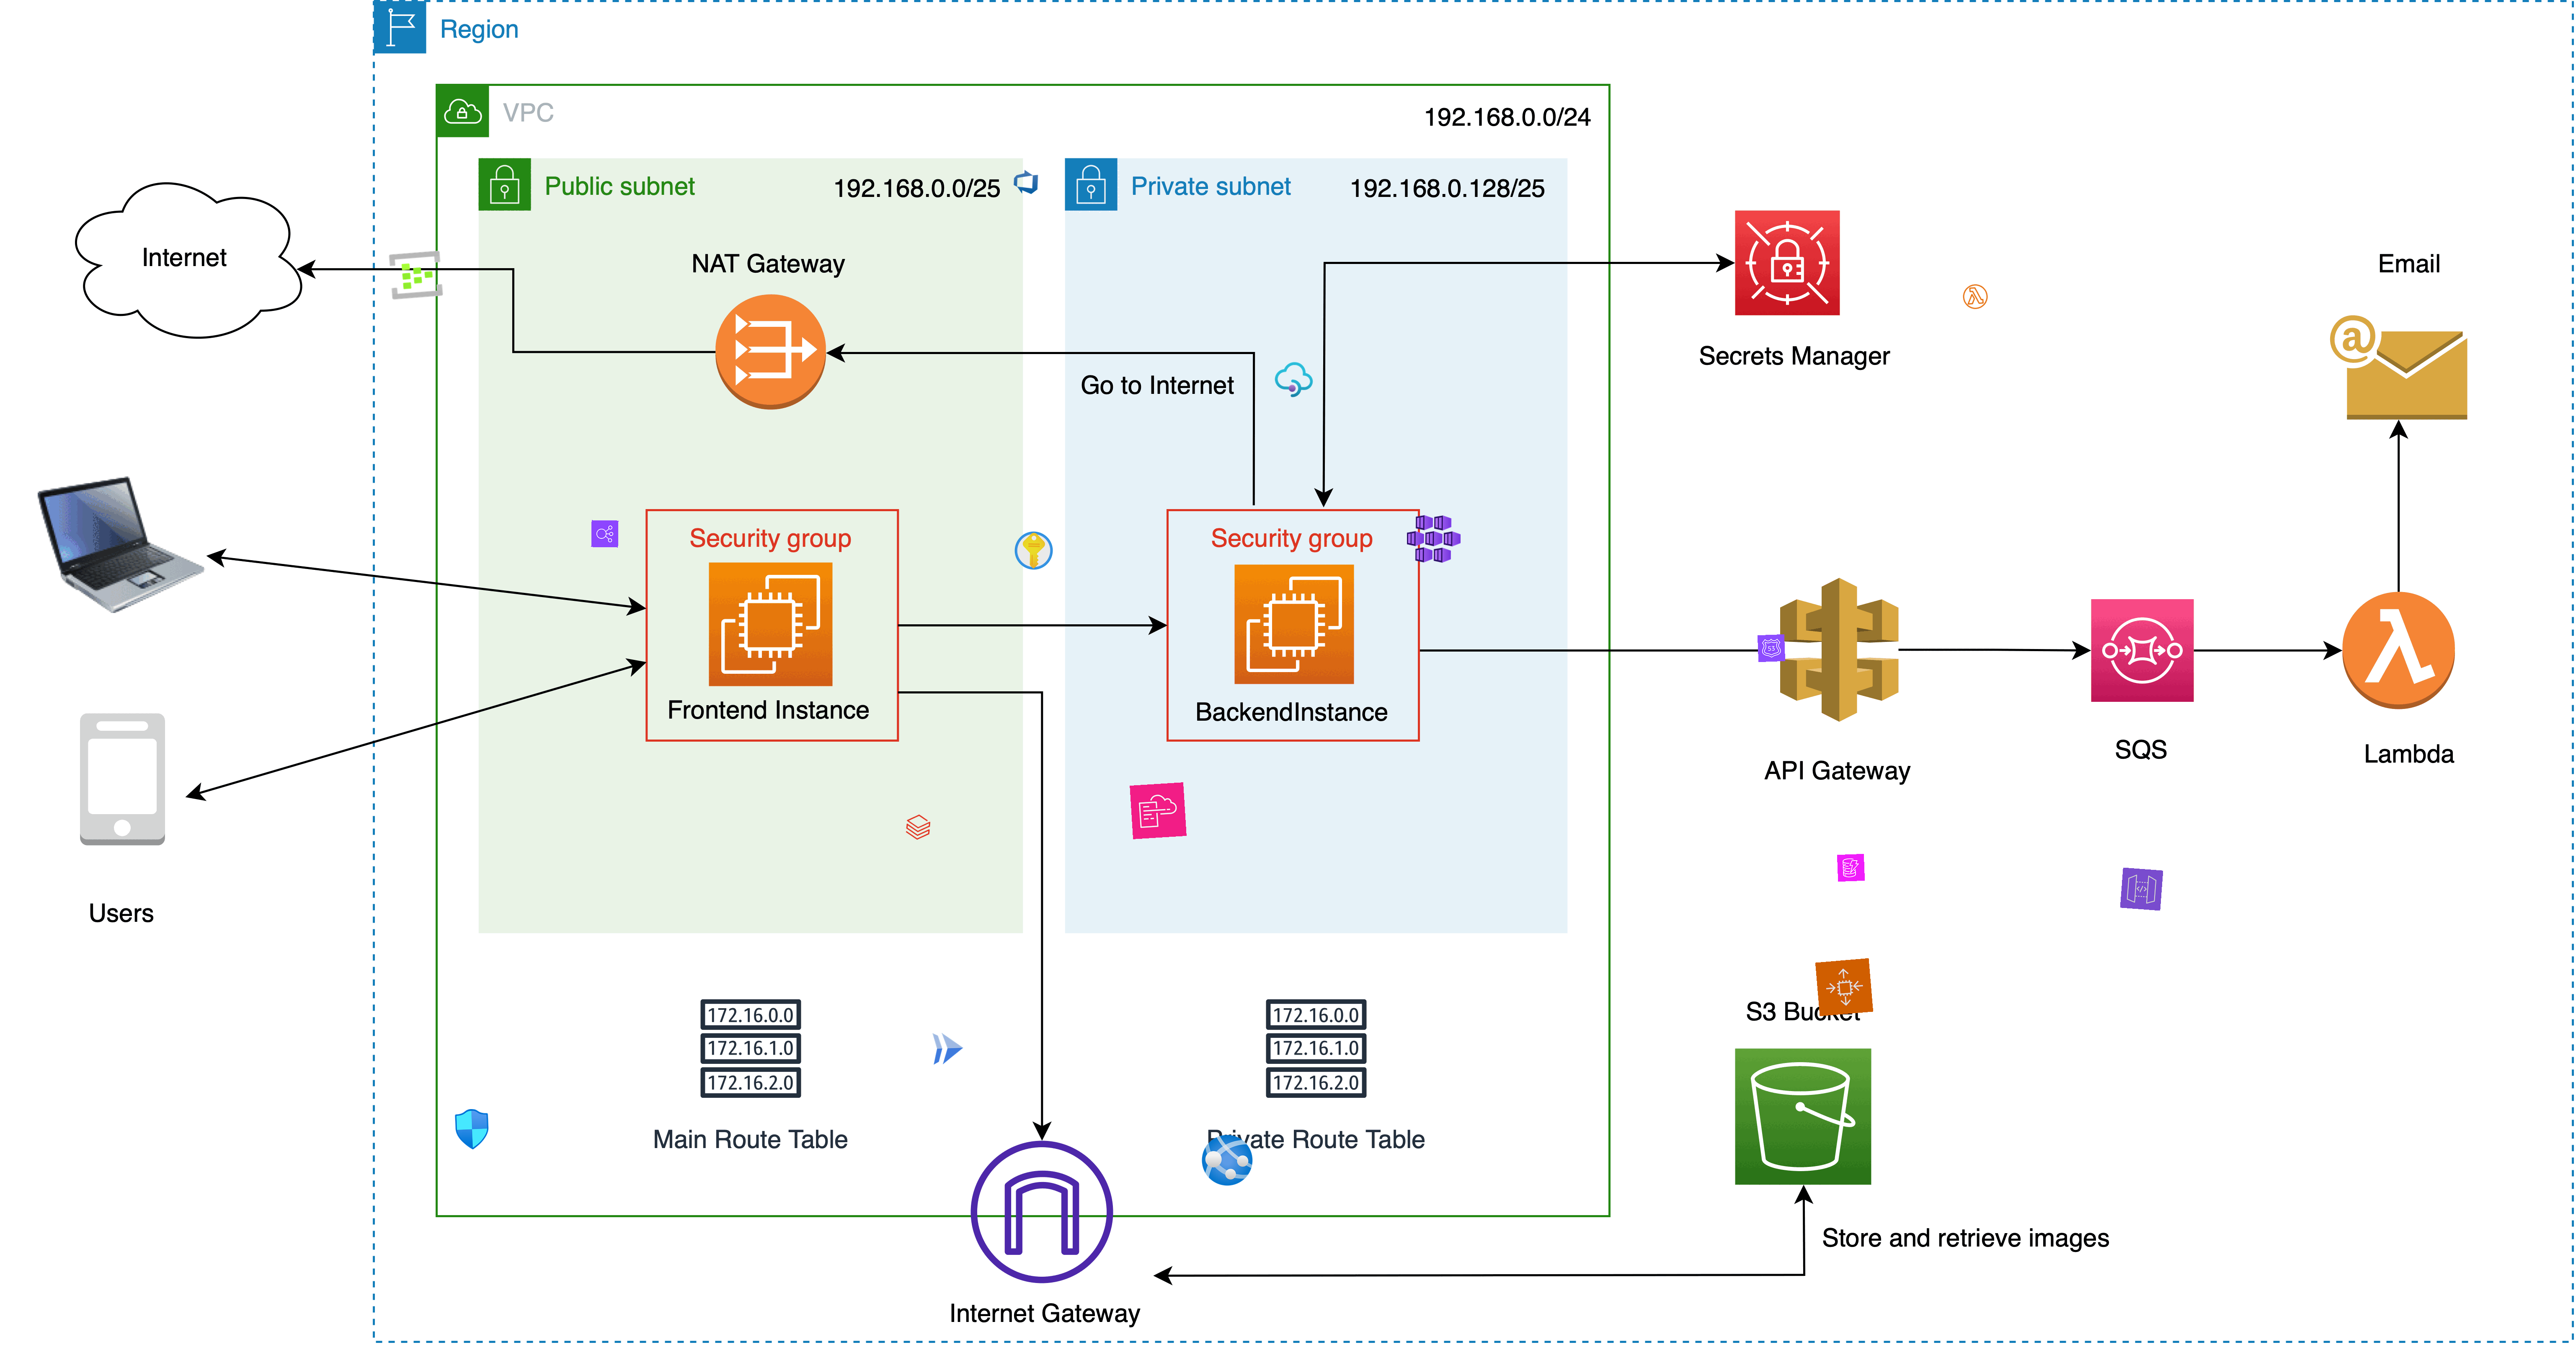 Region
VPC
192.168.0.0/24
Public subnet
192.168.0.0/25
Private subnet
192.168.0.128/25
Internet
NAT Gateway
Go to Internet
Secrets Manager
Email
@
Security group
Frontend Instance
Security group
BackendInstance
API Gateway
SQS
Lambda
Users
S3 Bucket
172.16.0.0
172.16.1.0
172.16.2.0
Main Route Table
172.16.0.0
172.16.1.0
172.16.2.0
Private Route Table
Store and retrieve images
Internet Gateway
S3